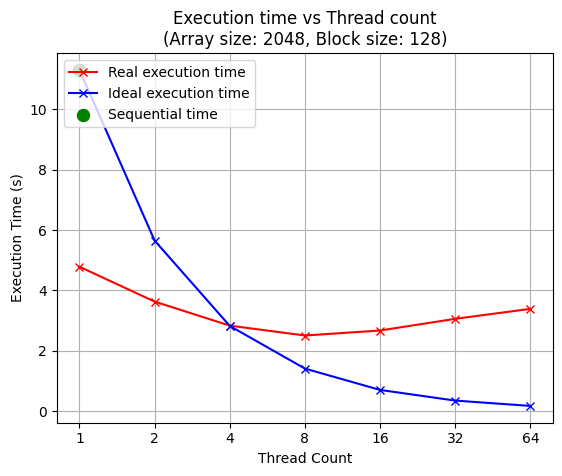 Execution time vs Thread count
(Array size: 2048, Block size: 128)
Real execution time
Ideal execution time
Sequential time
Execution Time (s)
10
8
6
4
2
0
1 2 4 8 16 32 64
Thread Count